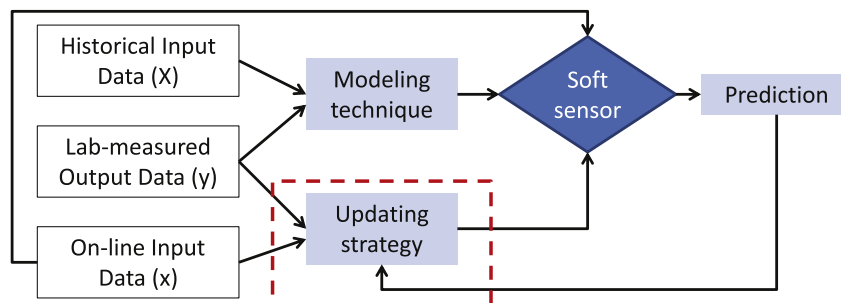 Historical Input
Data (X)
Lab-measured
Output Data (y)
On-line Input
Data (x)
Modeling
technique
Updating
strategy
Soft
sensor
Prediction